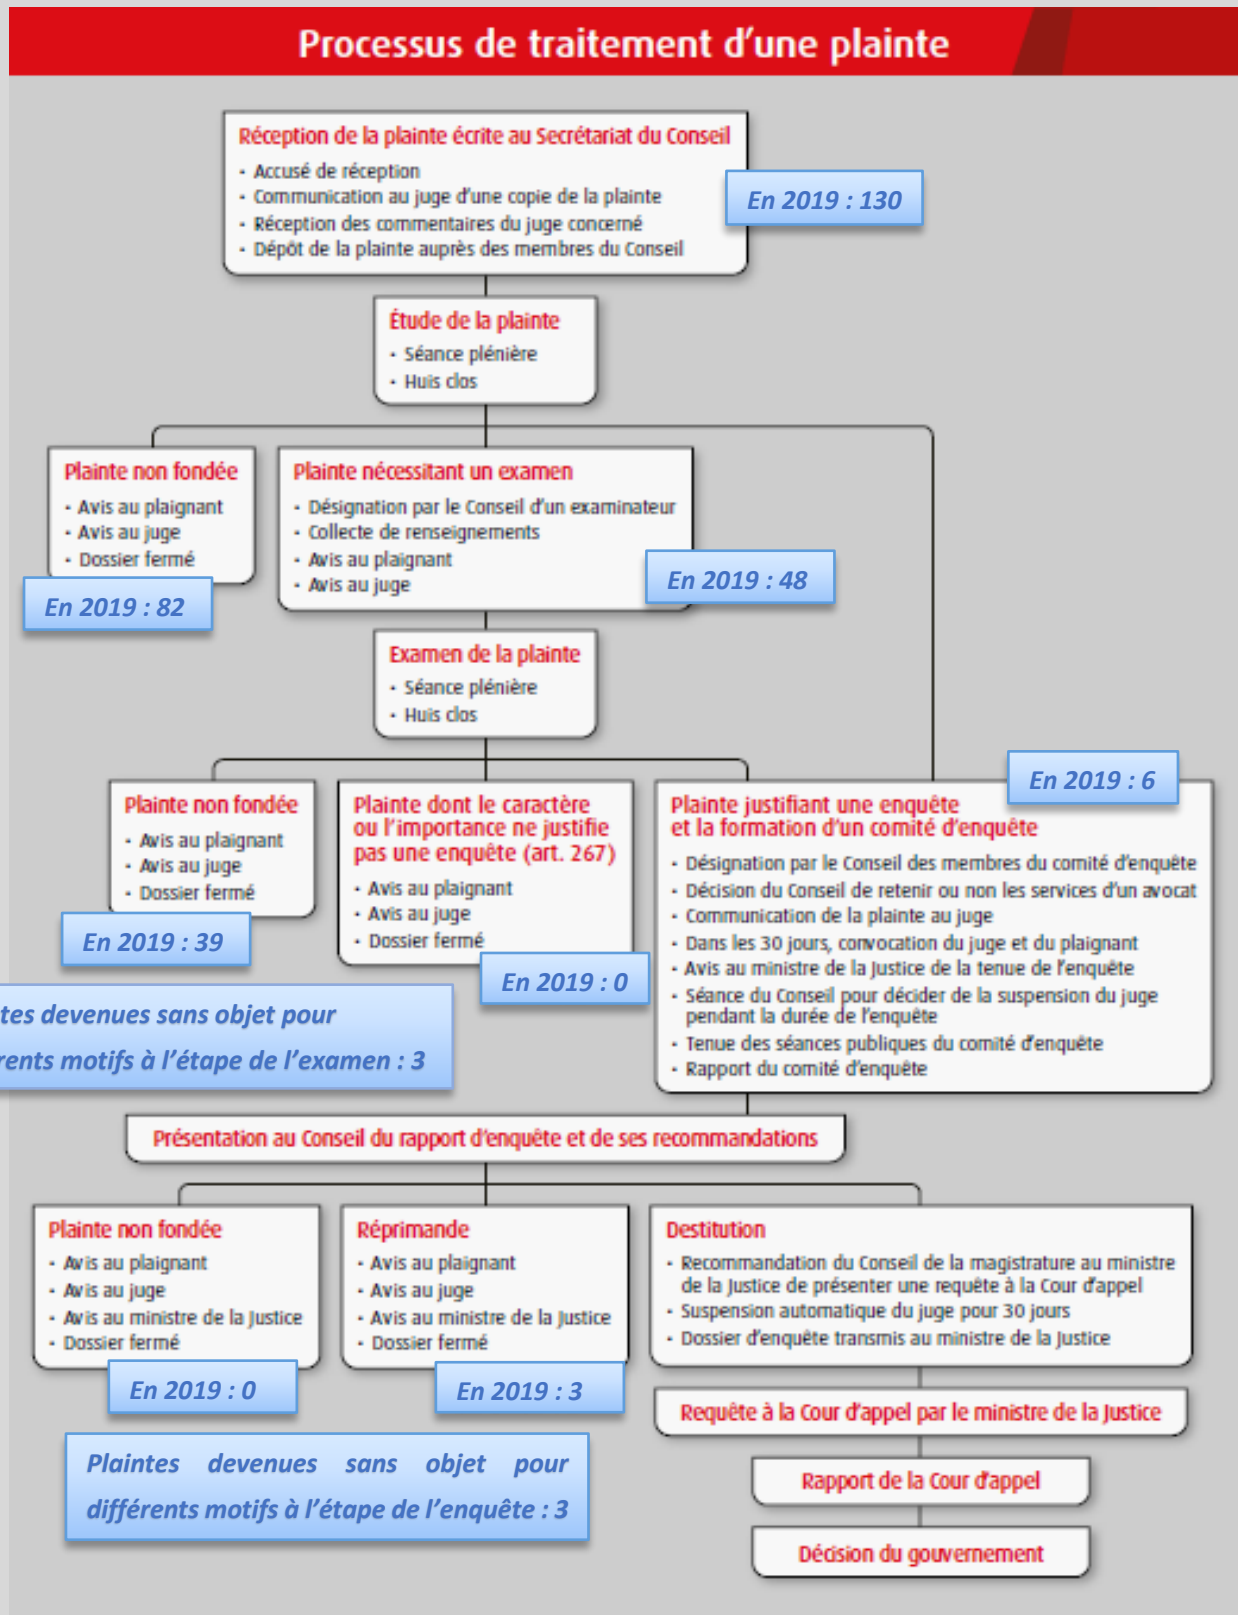 Processus de traitement d'une plainte
Réception de la plainte écrite au Secrétariat du Conseil
- Accusé de réception
- Communication au juge d'une copie de la plainte
- Réception des commentaires du juge concerné
- Dépôt de la plainte auprès des membres du Conseil
En 2019 : 130
Étude de la plainte
- Séance plénière
- Huis clos
Plainte non fondée
- Avis au plaignant
- Avis au juge
- Dossier fermé
En 2019 : 82
Plainte nécessitant un examen
- Désignation par le Conseil d'un examinateur
- Collecte de renseignements
- Avis au plaignant
- Avis au juge
En 2019 : 48
Examen de la plainte
- Séance plénière
- Huis clos
Plainte non fondée
- Avis au plaignant
- Avis au juge
- Dossier fermé
En 2019 : 39
Plainte dont le caractère
ou l'importance ne justifie
pas une enquête (art. 267)
- Avis au plaignant
- Avis au juge
- Dossier fermé
En 2019 : 0
En 2019 : 6
Plainte justifiant une enquête
et la formation d'un comité d'enquête
- Désignation par le Conseil des membres du comité d'enquête
- Décision du Conseil de retenir ou non les services d'un avocat
- Communication de la plainte au juge
- Dans les 30 jours, convocation du juge et du plaignant
- Avis au ministre de la Justice de la tenue de l'enquête
- Séance du Conseil pour décider de la suspension du juge
pendant la durée de l'enquête
- Tenue des séances publiques du comité d'enquête
- Rapport du comité d'enquête
tes devenues sans objet pour
rents motifs à l'étape de l'examen : 3
Présentation au Conseil du rapport d'enquête et de ses recommandations
Plainte non fondée
- Avis au plaignant
- Avis au juge
- Avis au ministre de la Justice
- Dossier fermé
En 2019 : 0
Réprimande
- Avis au plaignant
- Avis au juge
- Avis au ministre de la Justice
- Dossier fermé
En 2019 : 3
Destitution
- Recommandation du Conseil de la magistrature au ministre
de la Justice de présenter une requête à la Cour d'appel
- Suspension automatique du juge pour 30 jours
- Dossier d'enquête transmis au ministre de la Justice
Plaintes devenues sans objet pour
différents motifs à l'étape de l'enquête : 3
Requête à la Cour d'appel par le ministre de la Justice
Rapport de la Cour d'appel
Décision du gouvernement